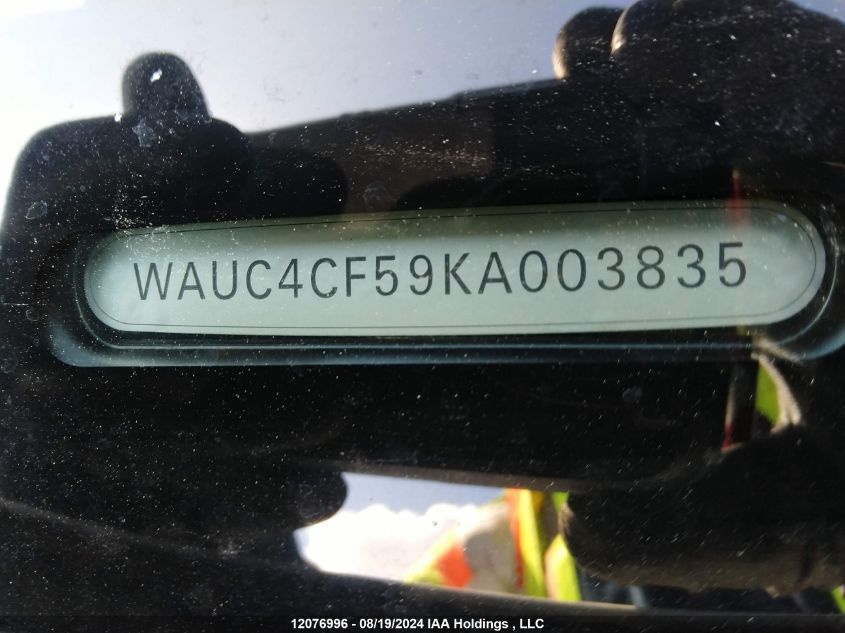 WAUC4CF59KA003835
12076996 - 08/19/2024 IAA Holdings , LLC